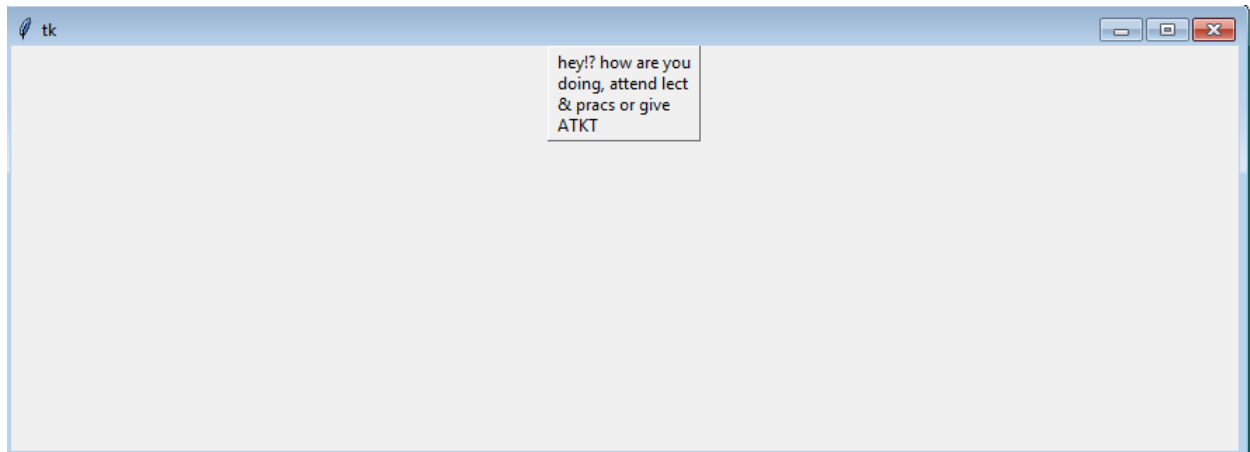 tk
hey!? how are you
doing, attend lect
& pracs or give
ATKT